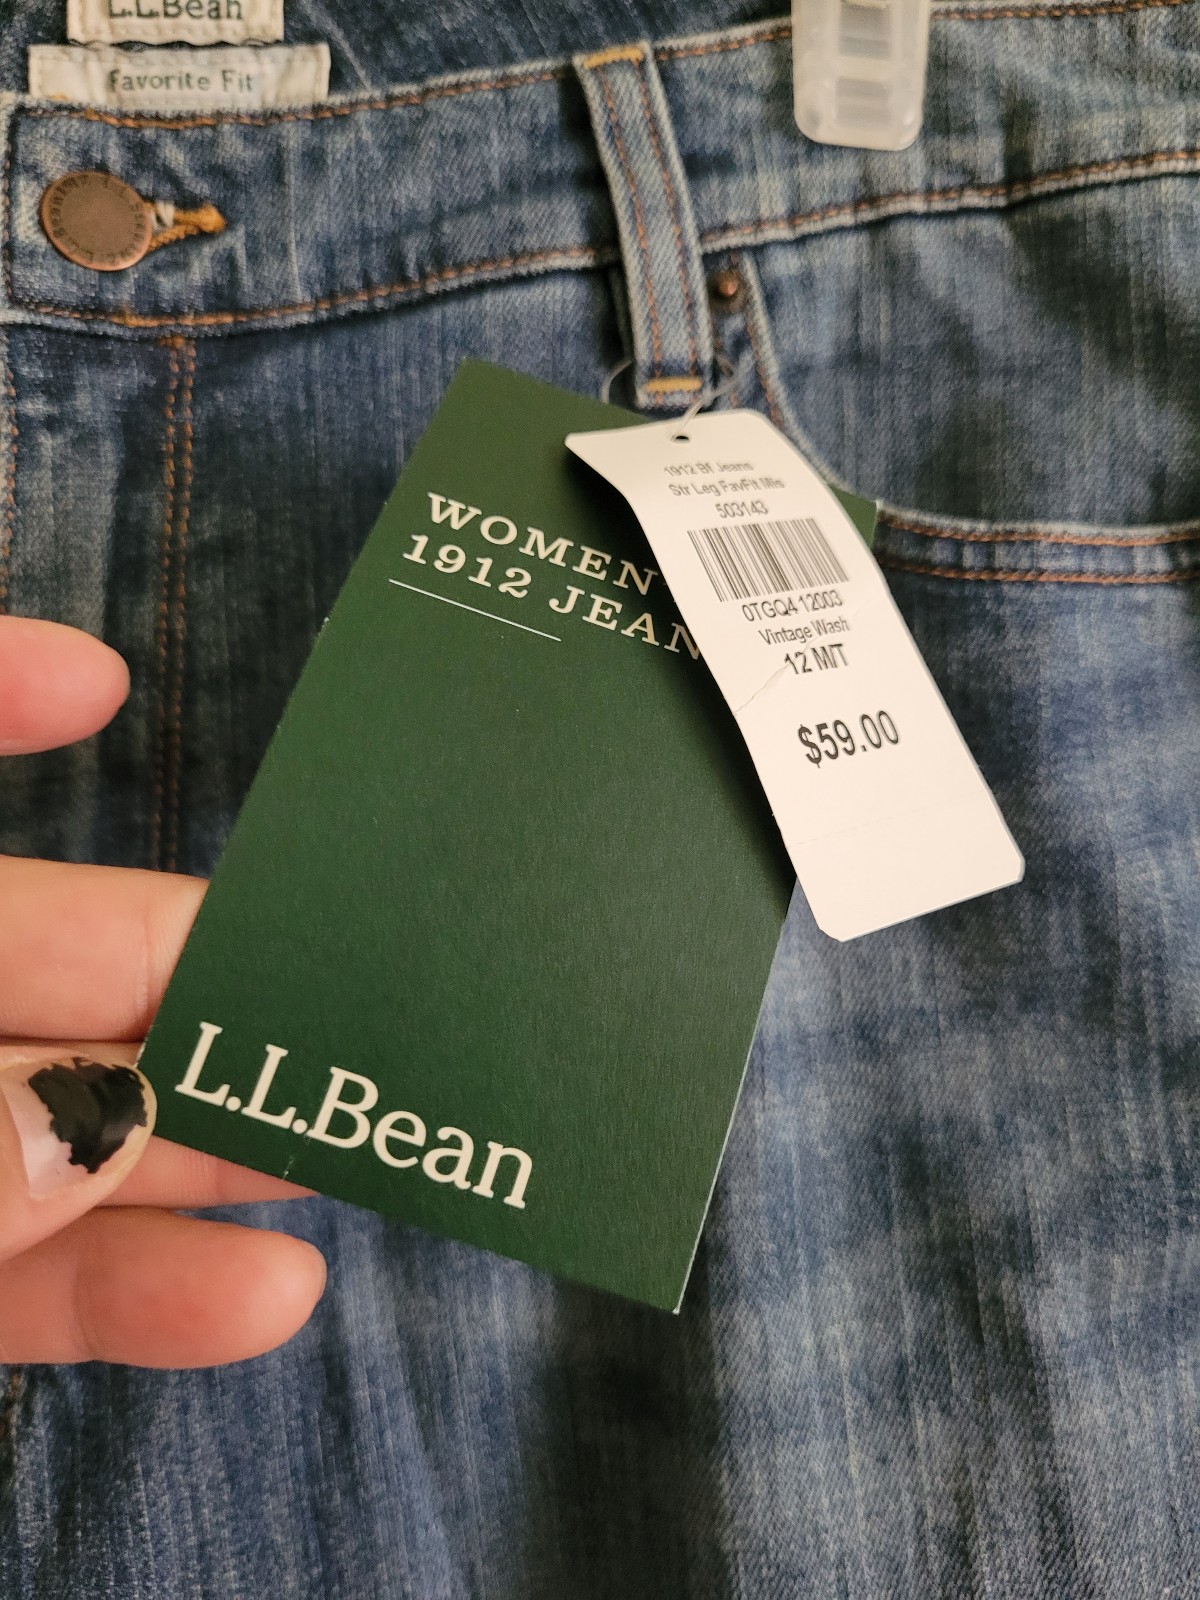 L.L.Bean
Favorite Fit
WOMEN'
1912 JEAN
L.L.Bean
1912 Bf Jeans
Str Leg FavFit Mis
503143
0TGQ4 12003
Vintage Wash
12 M/T
$59.00